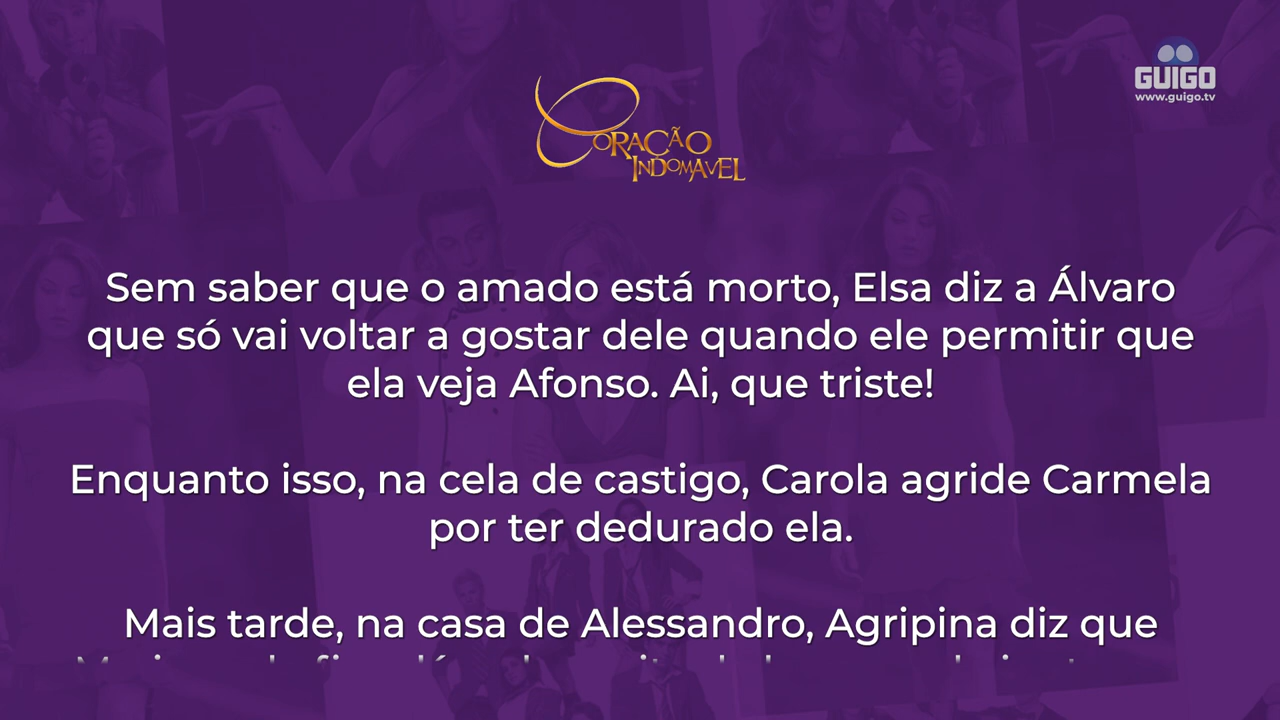 GUIGO
www.guigo.tv
CORAÇÃO
INDOMÁVEL
Sem saber que o amado está morto, Elsa diz a Álvaro
que só vai voltar a gostar dele quando ele permitir que
ela veja Afonso. Ai, que triste!
Enquanto isso, na cela de castigo, Carola agride Carmela
por ter dedurado ela.
Mais tarde, na casa de Alessandro, Agripina diz que